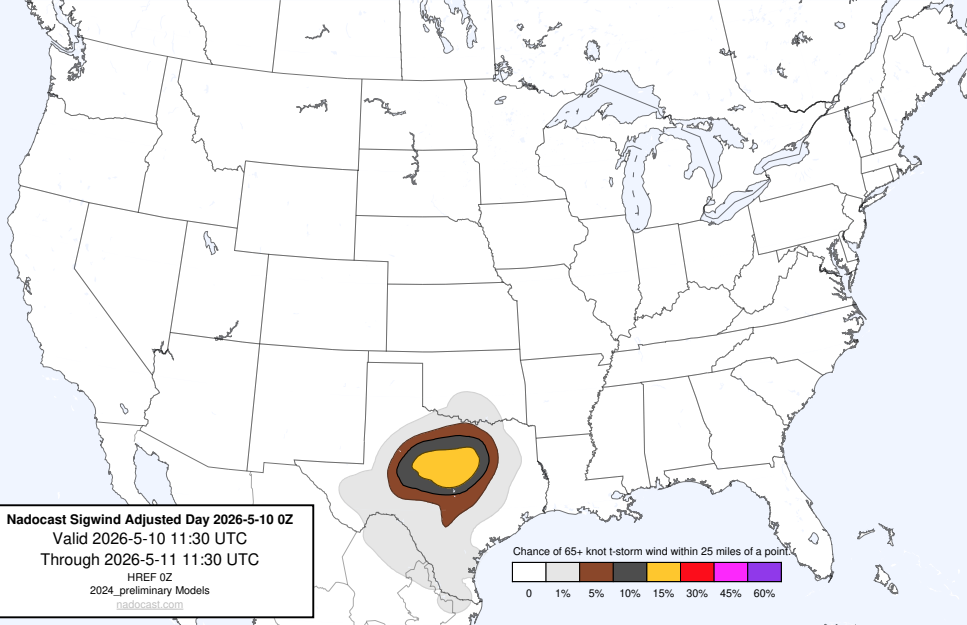 Nadocast Sigwind Adjusted Day 2026-5-10 0Z
Valid 2026-5-10 11:30 UTC
Through 2026-5-11 11:30 UTC
HREF 0Z
2024_preliminary Models
nadocast.com
Chance of 65+ knot t-storm wind within 25 miles of a point.
0 1% 5% 10% 15% 30% 45% 60%